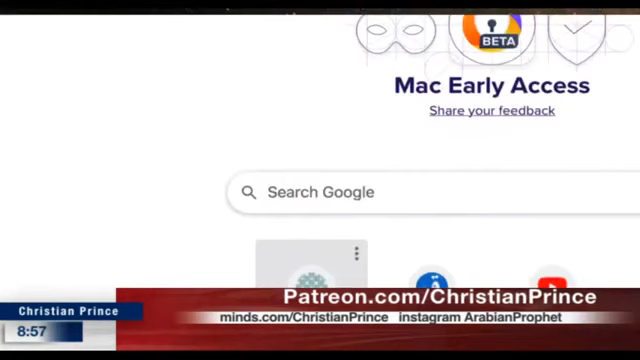 BETA
Mac Early Access
Share your feedback
Search Google
Patreon.com/ChristianPrince
Christian Prince
minds.com/ChristianPrince instagram ArabianProphet
8:57